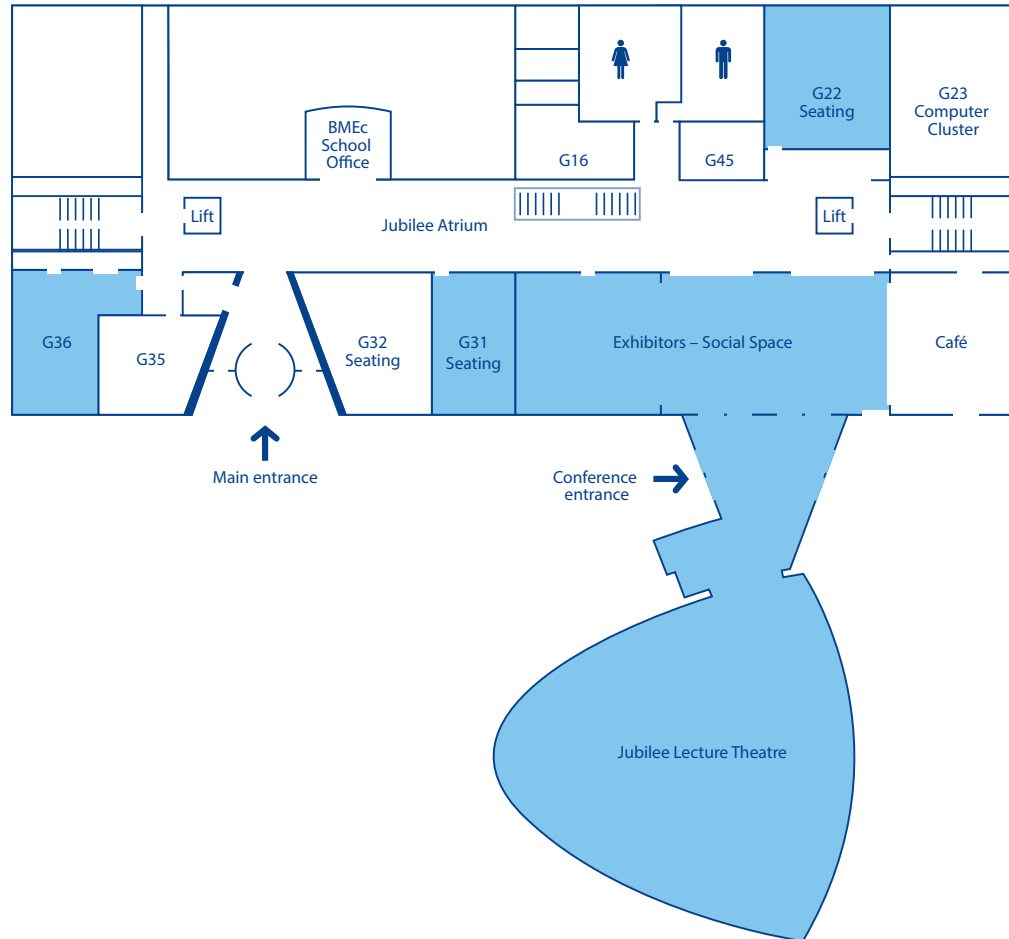 G22
Seating
G23
Computer
Cluster
BMEc
School
Office
G16
G45
Lift
Jubilee Atrium
Lift
G36
G35
G32
Seating
G31
Seating
Exhibitors – Social Space
Café
Main entrance
Conference
entrance
Jubilee Lecture Theatre